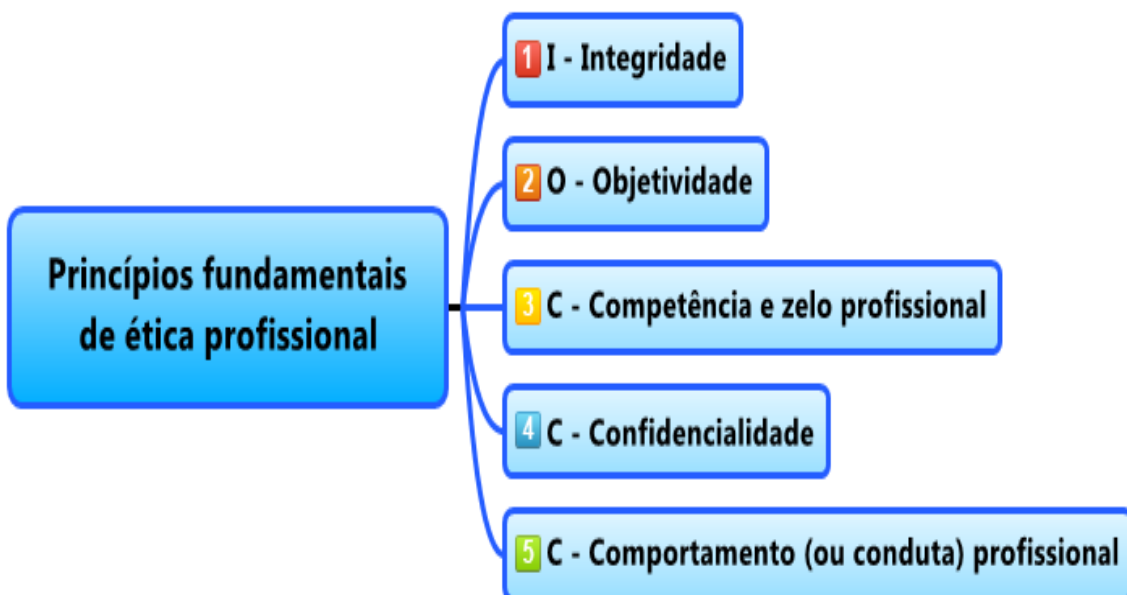 Princípios fundamentais
de ética profissional
1 I - Integridade
2 O - Objetividade
3 C - Competência e zelo profissional
4 C - Confidencialidade
5 C - Comportamento (ou conduta) profissional